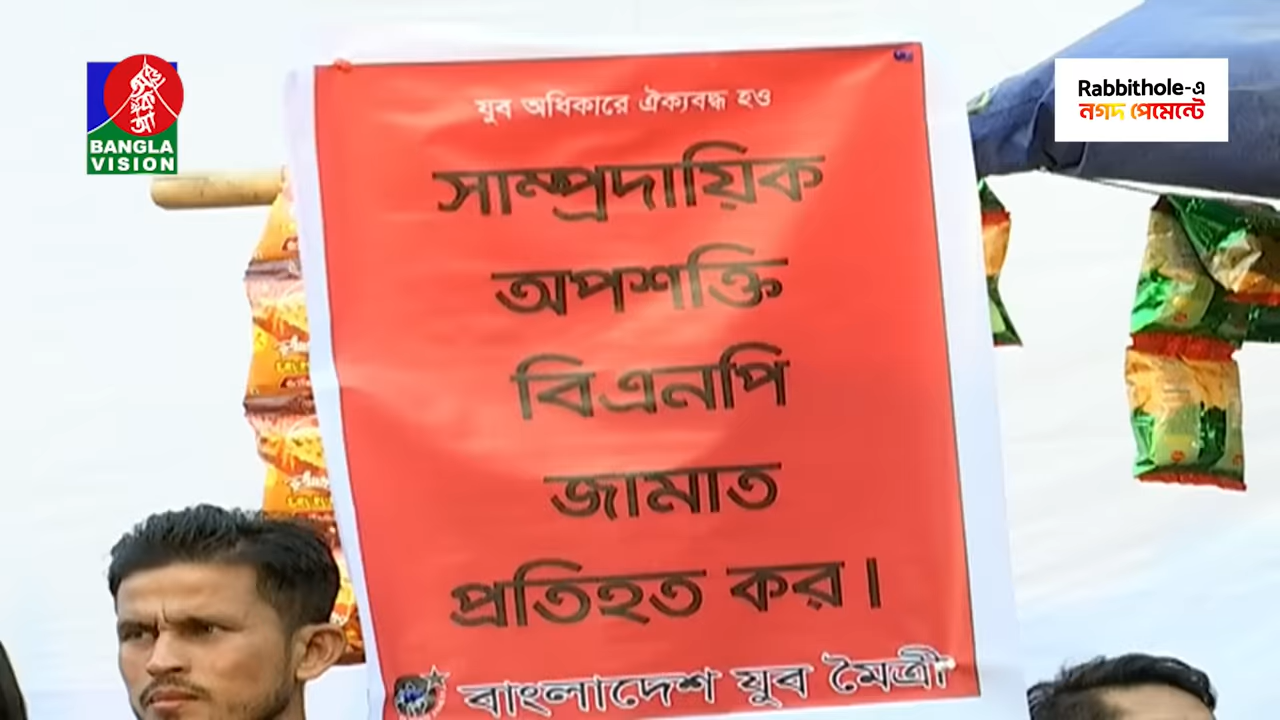 BANGLA
VISION
Rabbithole-এ
নগদ পেমেন্টে
যুব অধিকারে ঐক্যবদ্ধ হও
সাম্প্রদায়িক
অপশক্তি
বিএনপি
জামাত
প্রতিহত কর।
বাংলাদেশ যুব মৈত্রী